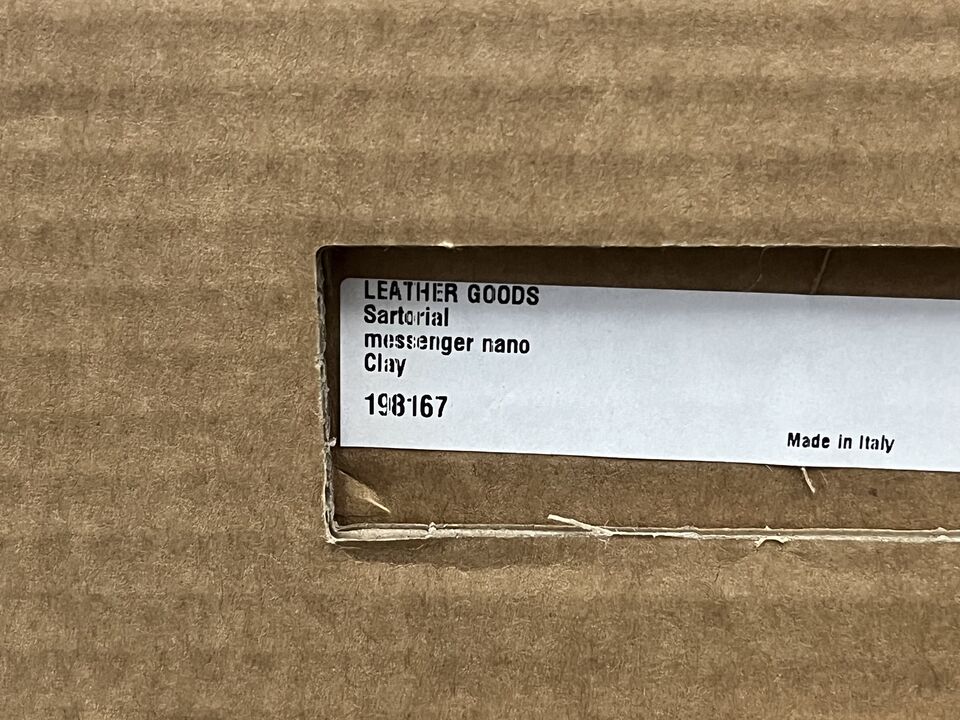 LEATHER GOODS
Sartorial
messenger nano
Clay
198167
Made in Italy